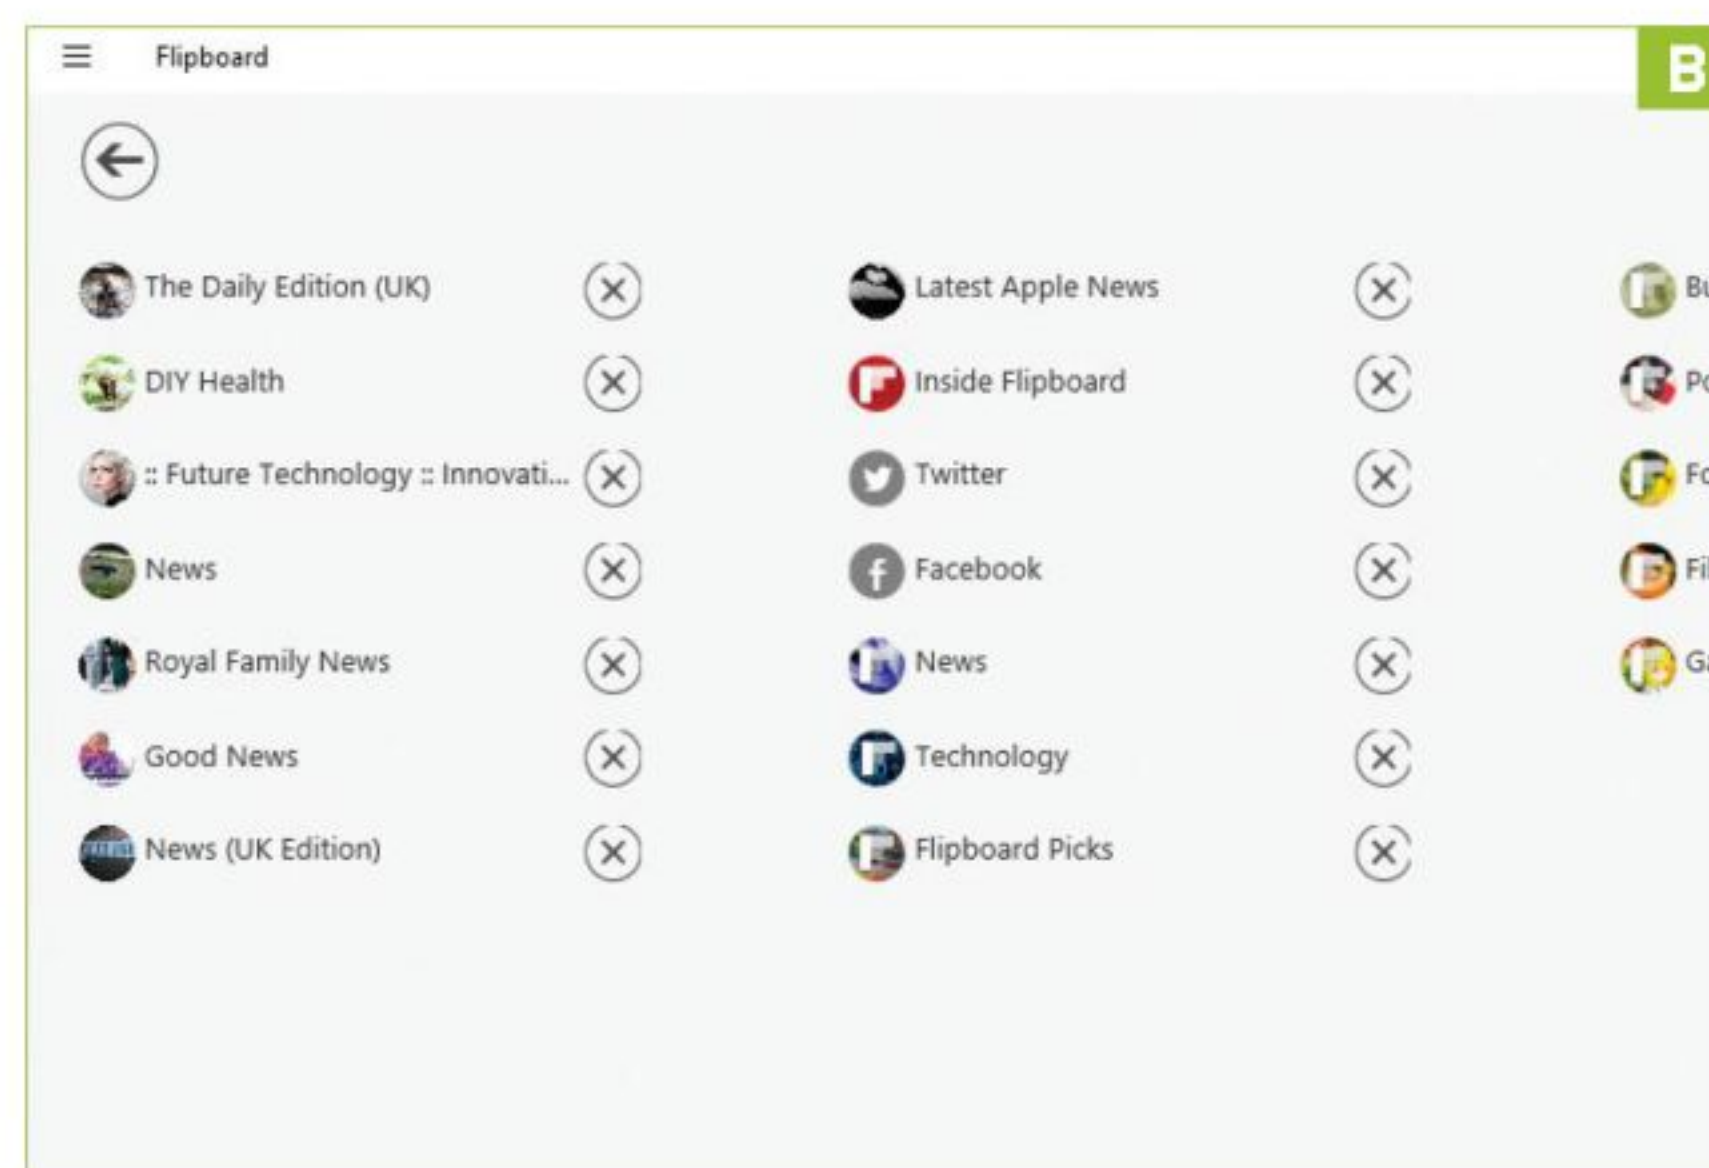 Flipboard
B
The Daily Edition (UK)
DIY Health
:: Future Technology :: Innovati...
News
Royal Family News
Good News
News (UK Edition)
Latest Apple News
Inside Flipboard
Twitter
Facebook
News
Technology
Flipboard Picks